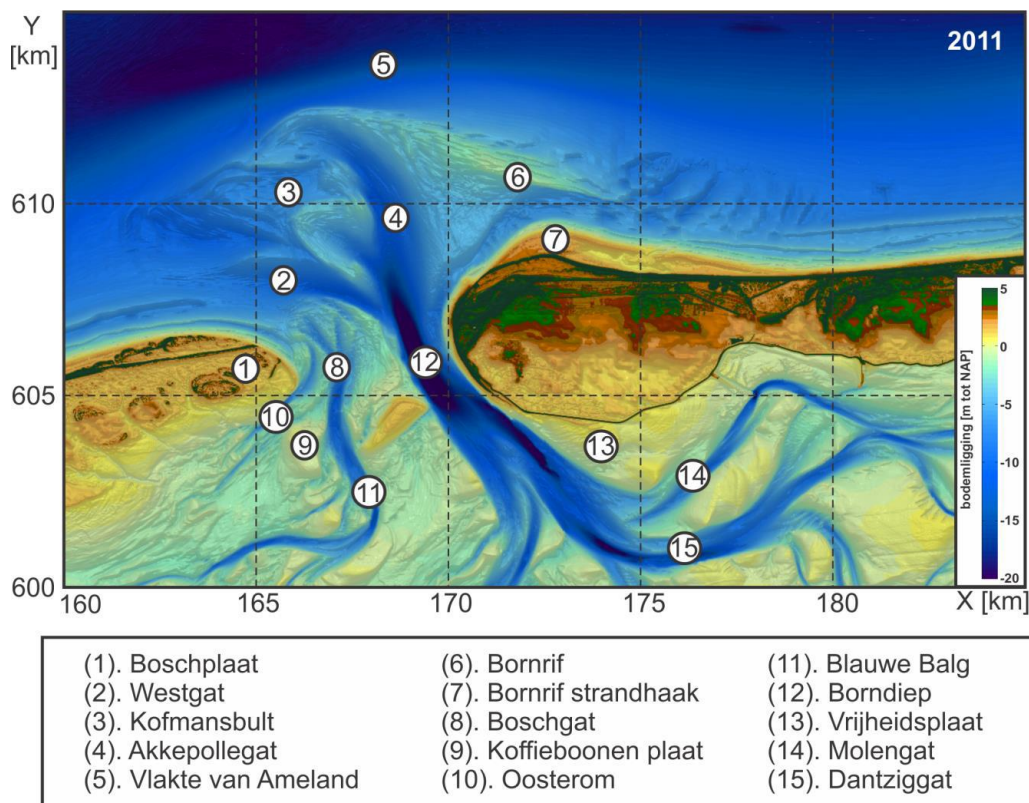 Y
[km]
2011
5
6
3
610
4
7
2
12
1
8
605
10
9
13
14
11
15
600
160
165
170
175
180
X [km]
bodemligging [m tot NAP]
5
0
-5
-10
-15
-20
(1). Boschplaat
(2). Westgat
(3). Kofmansbult
(4). Akkepollegat
(5). Vlakte van Ameland
(6). Bornrif
(7). Bornrif strandhaak
(8). Boschgat
(9). Koffieboonen plaat
(10). Oosterom
(11). Blauwe Balg
(12). Borndiep
(13). Vrijheidsplaat
(14). Molengat
(15). Dantziggat